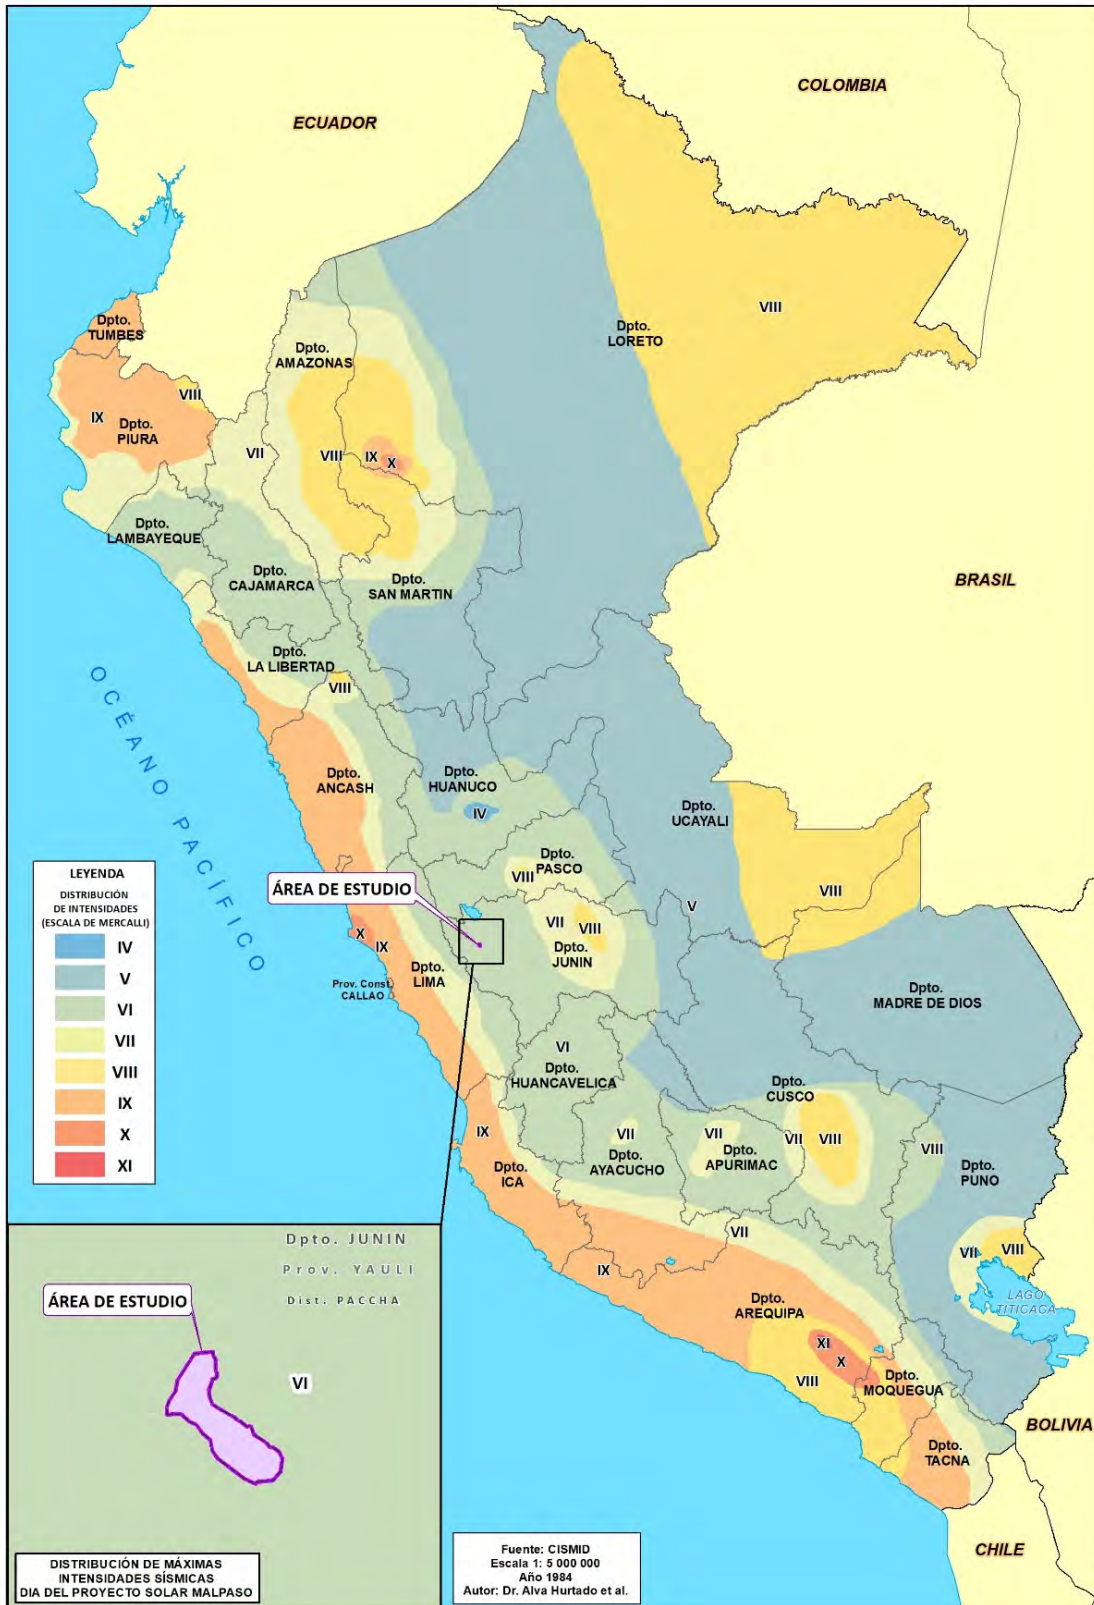 COLOMBIA
ECUADOR
VIII
Dpto.
LORETO
Dpto.
TUMBES
Dpto.
AMAZONAS
VIII
IX
Dpto.
PIURA
VII
VIII
IX
X
Dpto.
LAMBAYEQUE
Dpto.
CAJAMARCA
Dpto.
SAN MARTIN
BRASIL
Dpto.
LA LIBERTAD
VIII
OCÉANO PACÍFICO
Dpto.
ANCASH
Dpto.
HUANUCO
IV
Dpto.
UCAYALI
Dpto.
PASCO
VIII
VIII
V
ÁREA DE ESTUDIO
VII
VIII
Dpto.
JUNIN
X
IX
Dpto.
LIMA
Prov. Const.
CALLAO
Dpto.
MADRE DE DIOS
VI
Dpto.
HUANCAVELICA
Dpto.
CUSCO
IX
Dpto.
ICA
VII
Dpto.
AYACUCHO
VII
Dpto.
APURIMAC
VII
VIII
VIII
Dpto.
PUNO
VII
VII
VIII
LAGO
TITICACA
IX
Dpto.
AREQUIPA
XI
X
VIII
Dpto.
MOQUEGUA
Dpto.
TACNA
BOLIVIA
CHILE
LEYENDA
DISTRIBUCIÓN
DE INTENSIDADES
(ESCALA DE MERCALLI)
IV
V
VI
VII
VIII
IX
X
XI
Dpto. JUNIN
Prov. YAULI
Dist. PACCHA
ÁREA DE ESTUDIO
VI
DISTRIBUCIÓN DE MÁXIMAS
INTENSIDADES SÍSMICAS
DIA DEL PROYECTO SOLAR MALPASO
Fuente: CISMID
Escala 1: 5 000 000
Año 1984
Autor: Dr. Alva Hurtado et al.